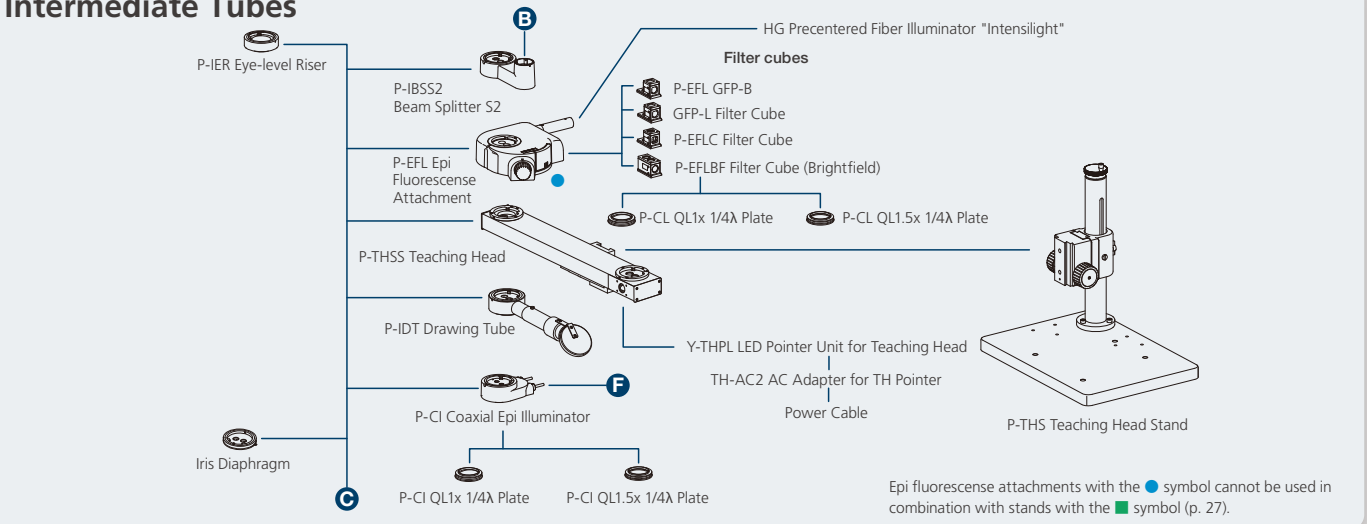 Intermediate Tubes
B
HG Precentered Fiber Illuminator "Intensilight"
P-IER Eye-level Riser
Filter cubes
P-IBSS2
Beam Splitter S2
P-EFL GFP-B
GFP-L Filter Cube
P-EFLC Filter Cube
P-EFLBF Filter Cube (Brightfield)
P-EFL Epi
Fluorescense
Attachment
P-CL QL1x 1/4λ Plate
P-CL QL1.5x 1/4λ Plate
P-THSS Teaching Head
P-IDT Drawing Tube
Y-THPL LED Pointer Unit for Teaching Head
TH-AC2 AC Adapter for TH Pointer
Power Cable
F
P-CI Coaxial Epi Illuminator
P-THS Teaching Head Stand
Iris Diaphragm
P-CI QL1x 1/4λ Plate
P-CI QL1.5x 1/4λ Plate
C
Epi fluorescense attachments with the ● symbol cannot be used in
combination with stands with the ■ symbol (p. 27).